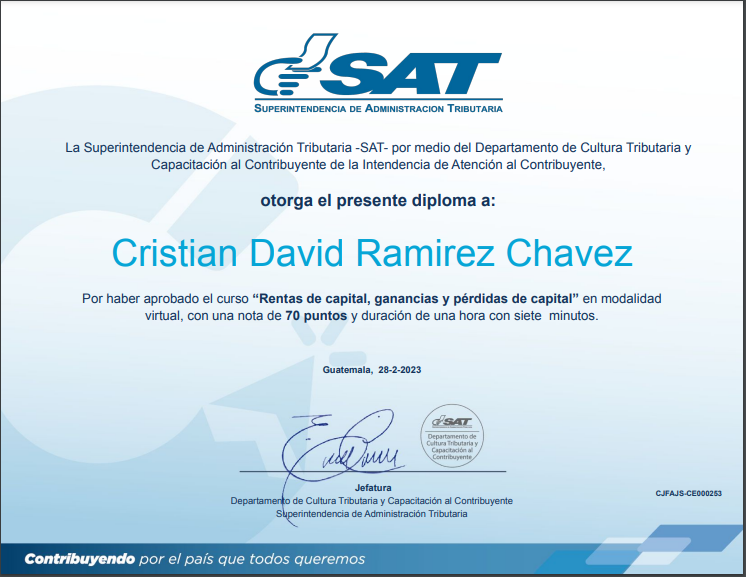 SAT
SUPERINTENDENCIA DE ADMINISTRACION TRIBUTARIA
La Superintendencia de Administración Tributaria -SAT- por medio del Departamento de Cultura Tributaria y
Capacitación al Contribuyente de la Intendencia de Atención al Contribuyente,
otorga el presente diploma a:
Cristian David Ramirez Chavez
Por haber aprobado el curso “Rentas de capital, ganancias y pérdidas de capital” en modalidad
virtual, con una nota de 70 puntos y duración de una hora con siete minutos.
Guatemala, 28-2-2023
SAT
Departamento de
Cultura Tributaria y
Capacitación al
Contribuyente
Jefatura
Departamento de Cultura Tributaria y Capacitación al Contribuyente
Superintendencia de Administración Tributaria
CJFAJS-CE000253
Contribuyendo por el país que todos queremos